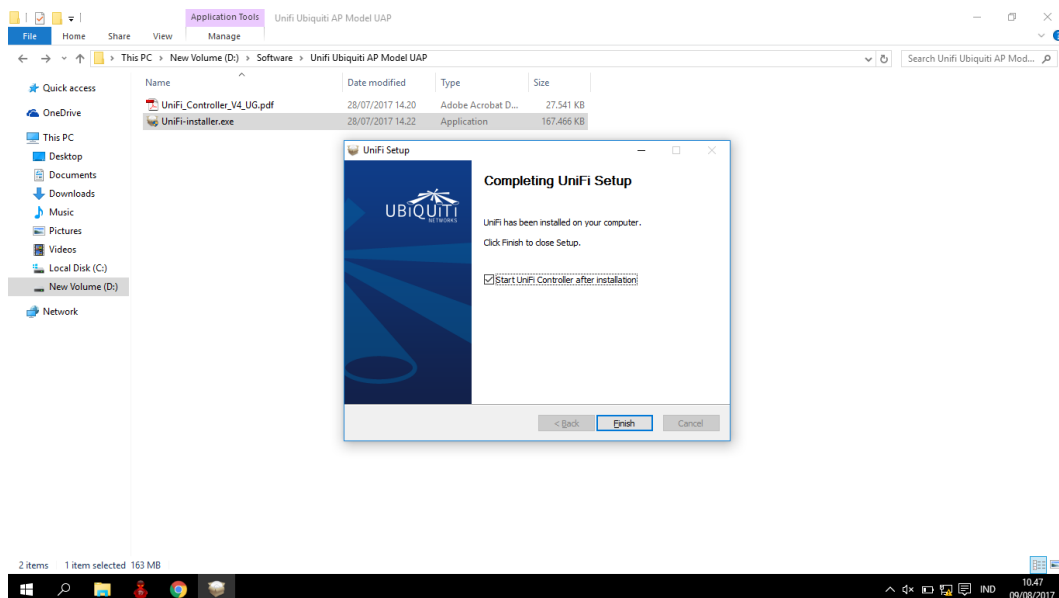 Application Tools Unifi Ubiquiti AP Model UAP
File Home Share View Manage
This PC > New Volume (D:) > Software > Unifi Ubiquiti AP Model UAP
Search Unifi Ubiquiti AP Mod...
Name Date modified Type Size
UniFi_Controller_V4_UG.pdf 28/07/2017 14.20 Adobe Acrobat D... 27.541 KB
UniFi-installer.exe 28/07/2017 14.22 Application 167.466 KB
Quick access
OneDrive
This PC
Desktop
Documents
Downloads
Music
Pictures
Videos
Local Disk (C:)
New Volume (D:)
Network
UniFi Setup
UBiQUiTi
NETWORKS
Completing UniFi Setup
UniFi has been installed on your computer.
Click Finish to close Setup.
Start UniFi Controller after installation
< Back Finish Cancel
2 items 1 item selected 163 MB
IND 10.47
09/08/2017